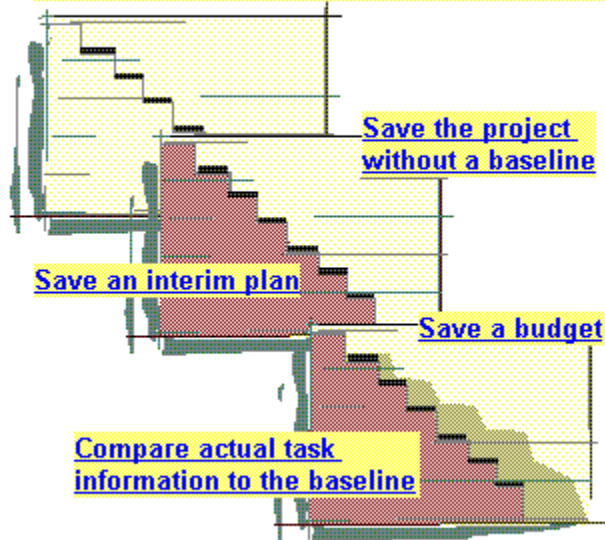 Save the project
without a baseline
Save an interim plan
Save a budget
Compare actual task
information to the baseline